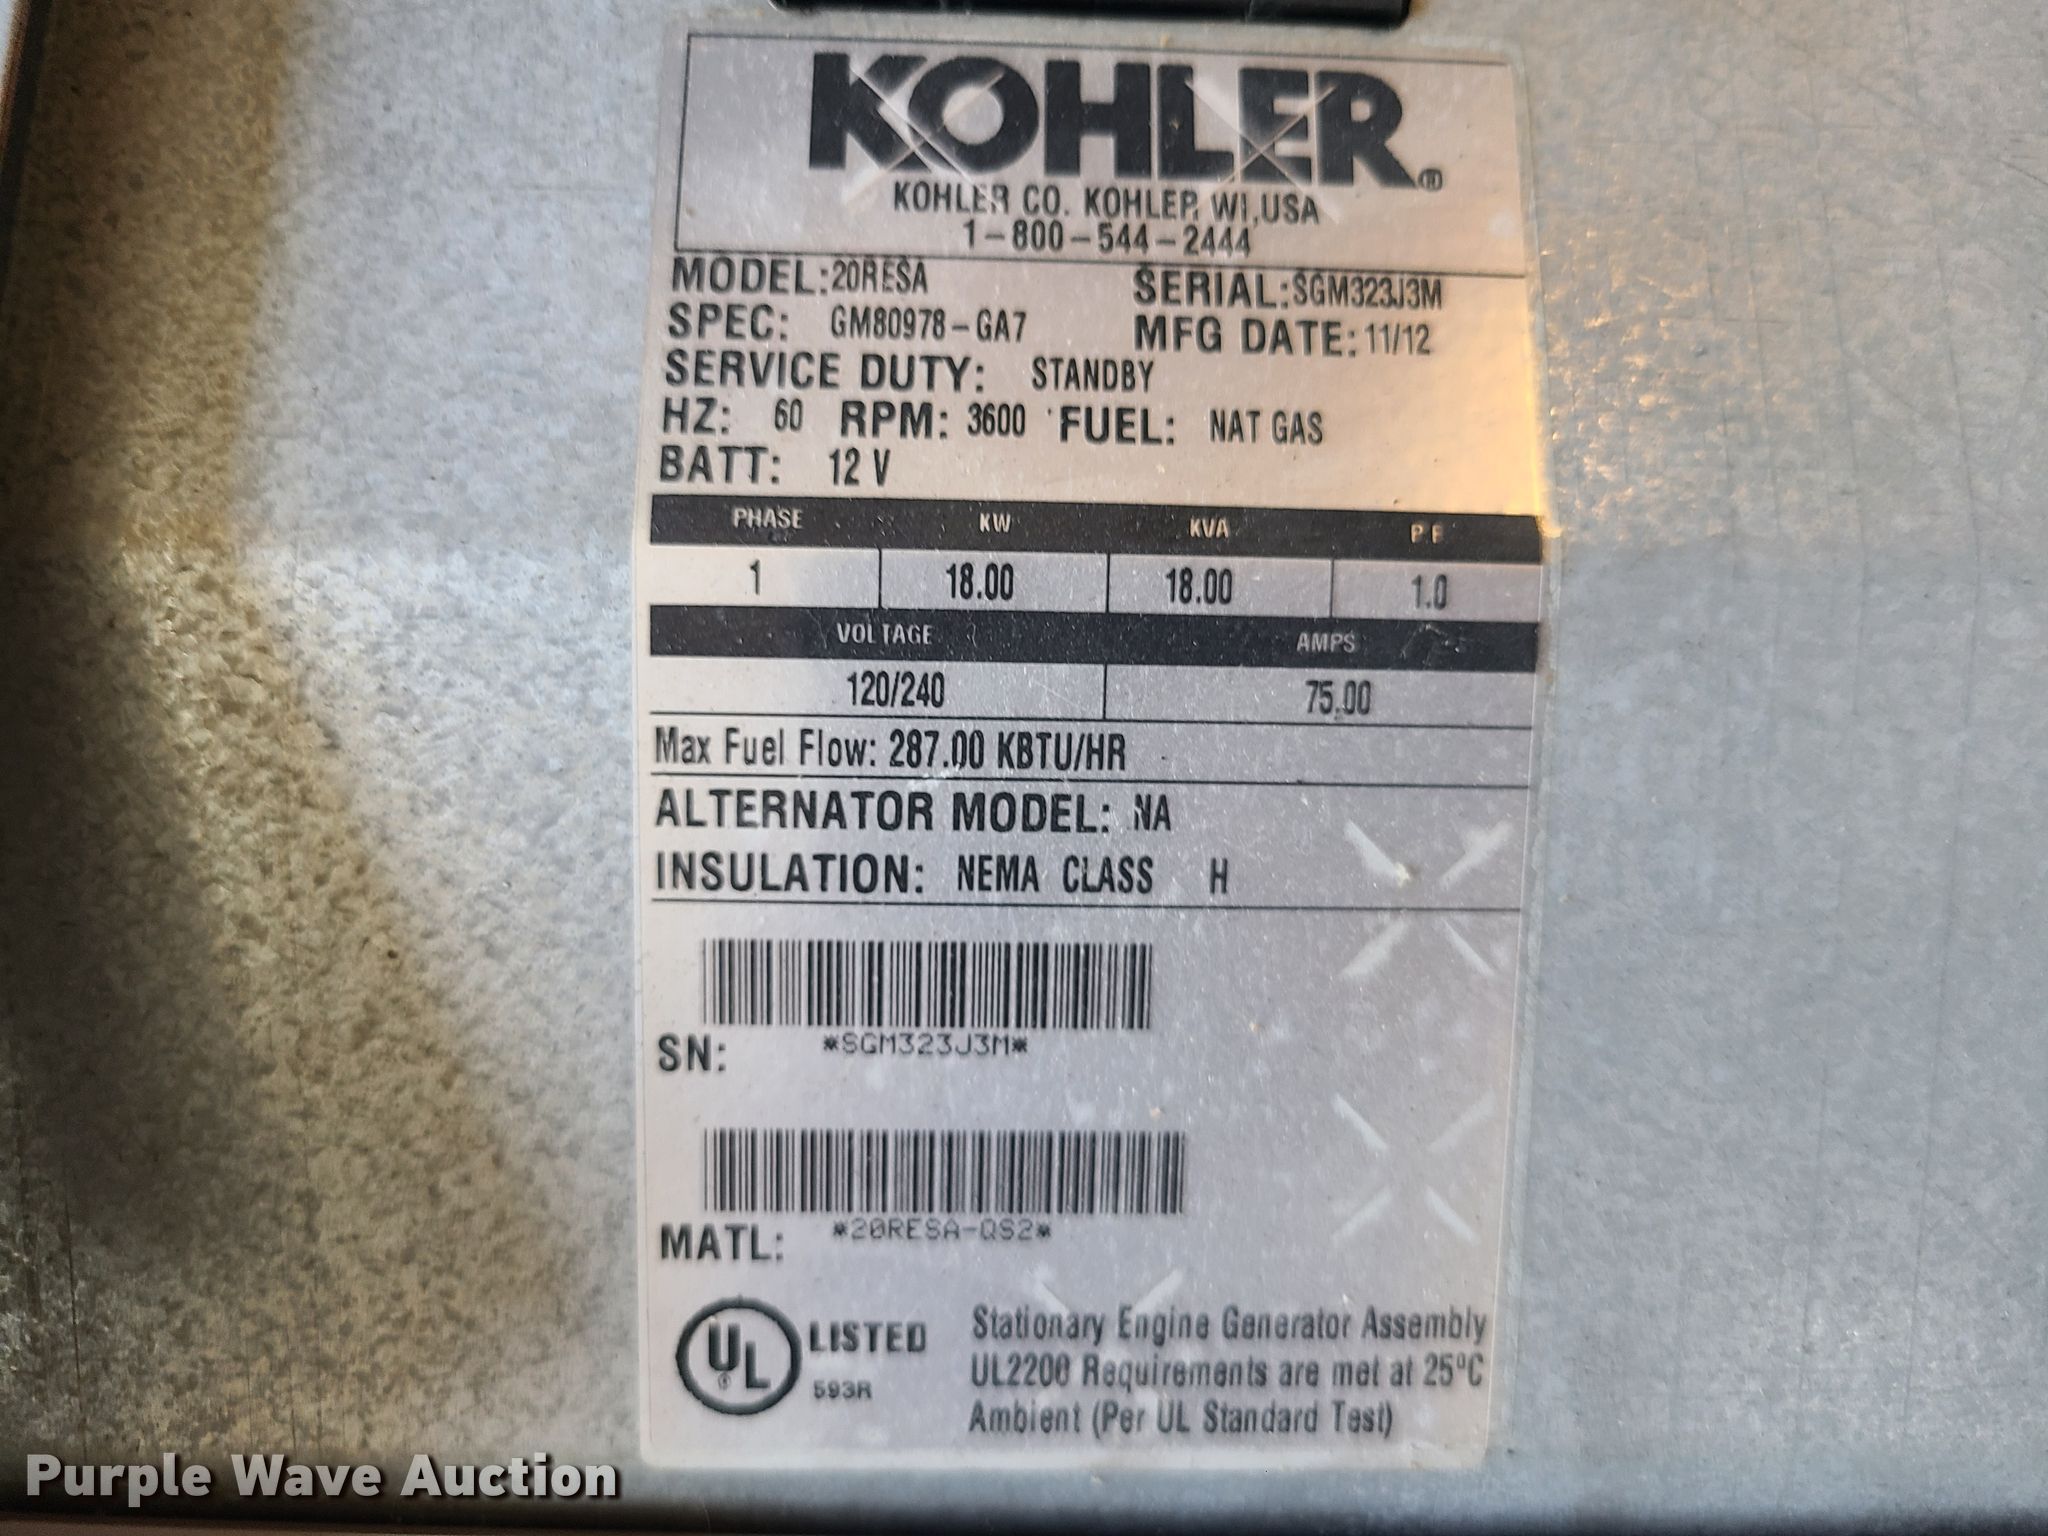 KOHLER®
KOHLER CO. KOHLER, WI, USA
1-800-544-2444
MODEL: 20RESA SERIAL: SGM323J3M
SPEC: GM80978-GA7 MFG DATE: 11/12
SERVICE DUTY: STANDBY
HZ: 60 RPM: 3600 FUEL: NAT GAS
BATT: 12 V
PHASE KW KVA P F
1 18.00 18.00 1.0
VOLTAGE AMPS
120/240 75.00
Max Fuel Flow: 287.00 KBTU/HR
ALTERNATOR MODEL: NA
INSULATION: NEMA CLASS H
SN: *SGM323J3M*
MATL: *20RESA-QS2*
UL® LISTED
593R
Stationary Engine Generator Assembly
UL2200 Requirements are met at 25°C
Ambient (Per UL Standard Test)
Purple Wave Auction